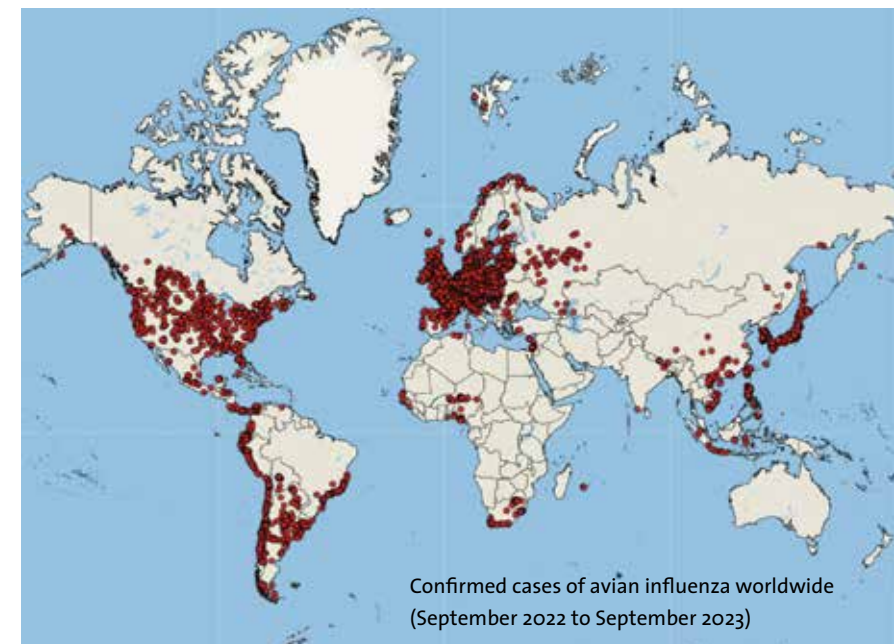 Confirmed cases of avian influenza worldwide
(September 2022 to September 2023)